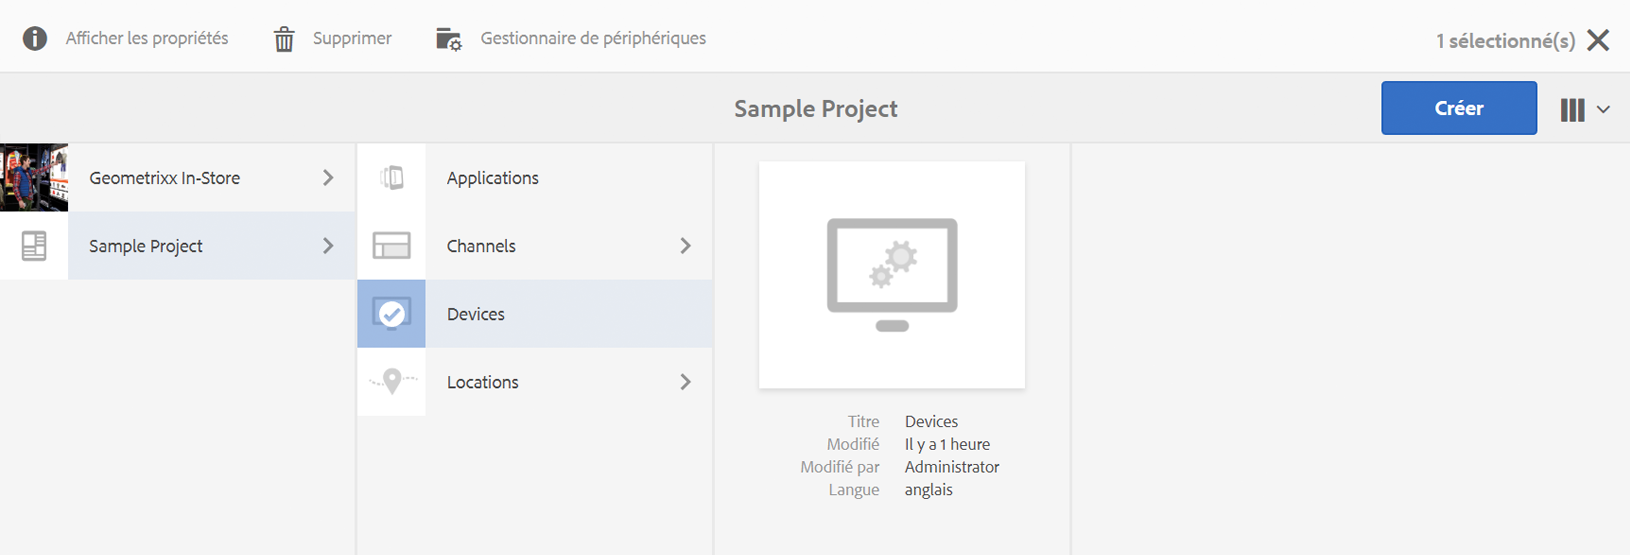 Afficher les propriétés
Supprimer
Gestionnaire de périphériques
1 sélectionné(s)
Sample Project
Créer
Geometrixx In-Store
Sample Project
Applications
Channels
Devices
Locations
Titre Devices
Modifié Il y a 1 heure
Modifié par Administrator
Langue anglais